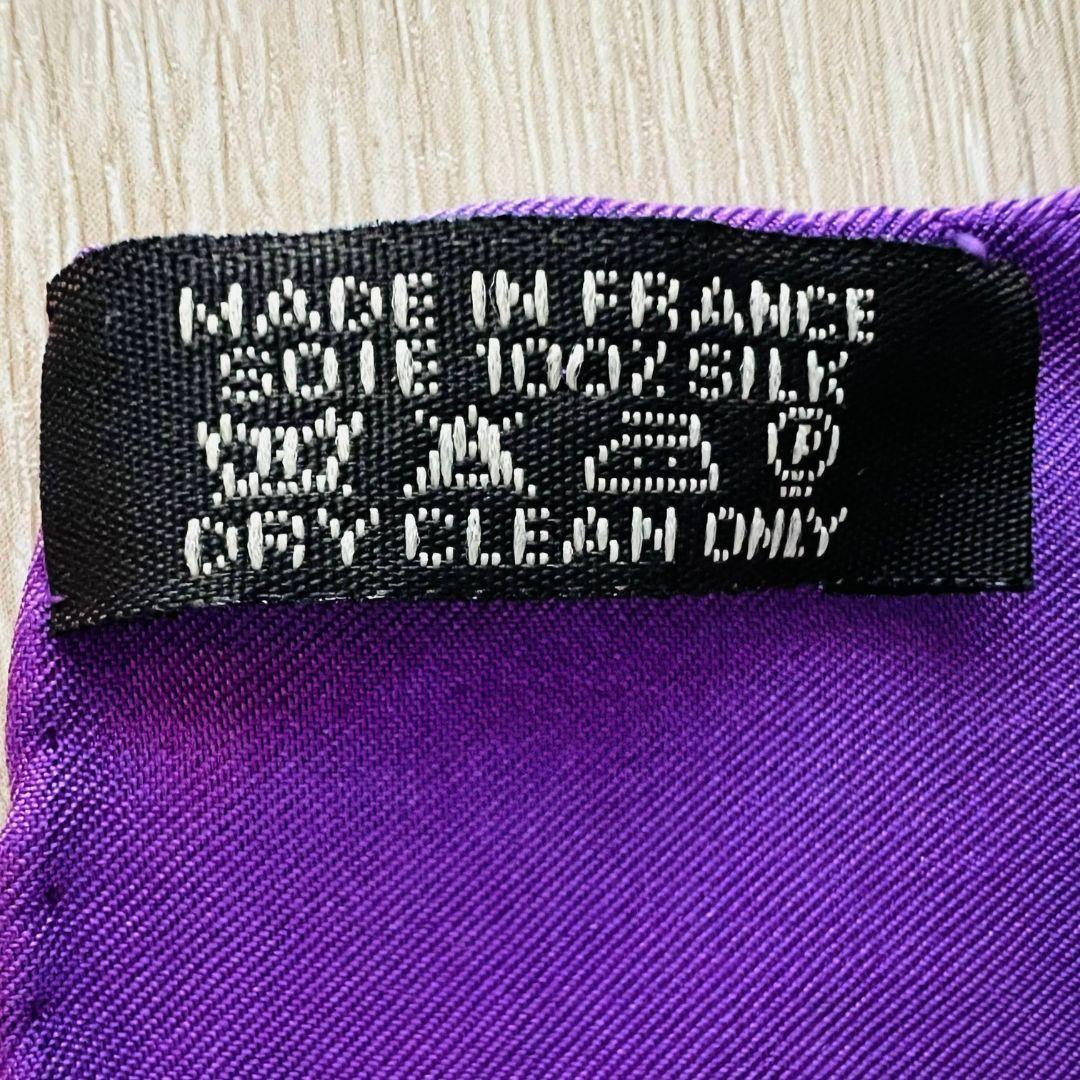 MADE IN FRANCE
SOIE 100% SILK
P
DRY CLEAN ONLY